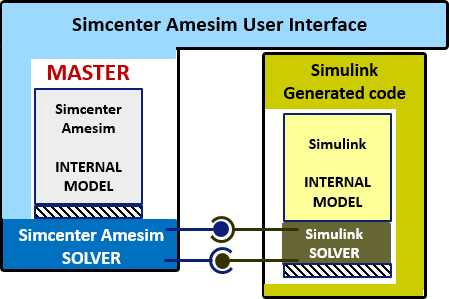 Simcenter Amesim User Interface
MASTER
Simcenter
Amesim
INTERNAL
MODEL
Simcenter Amesim
SOLVER
Simulink
Generated code
Simulink
INTERNAL
MODEL
Simulink
SOLVER